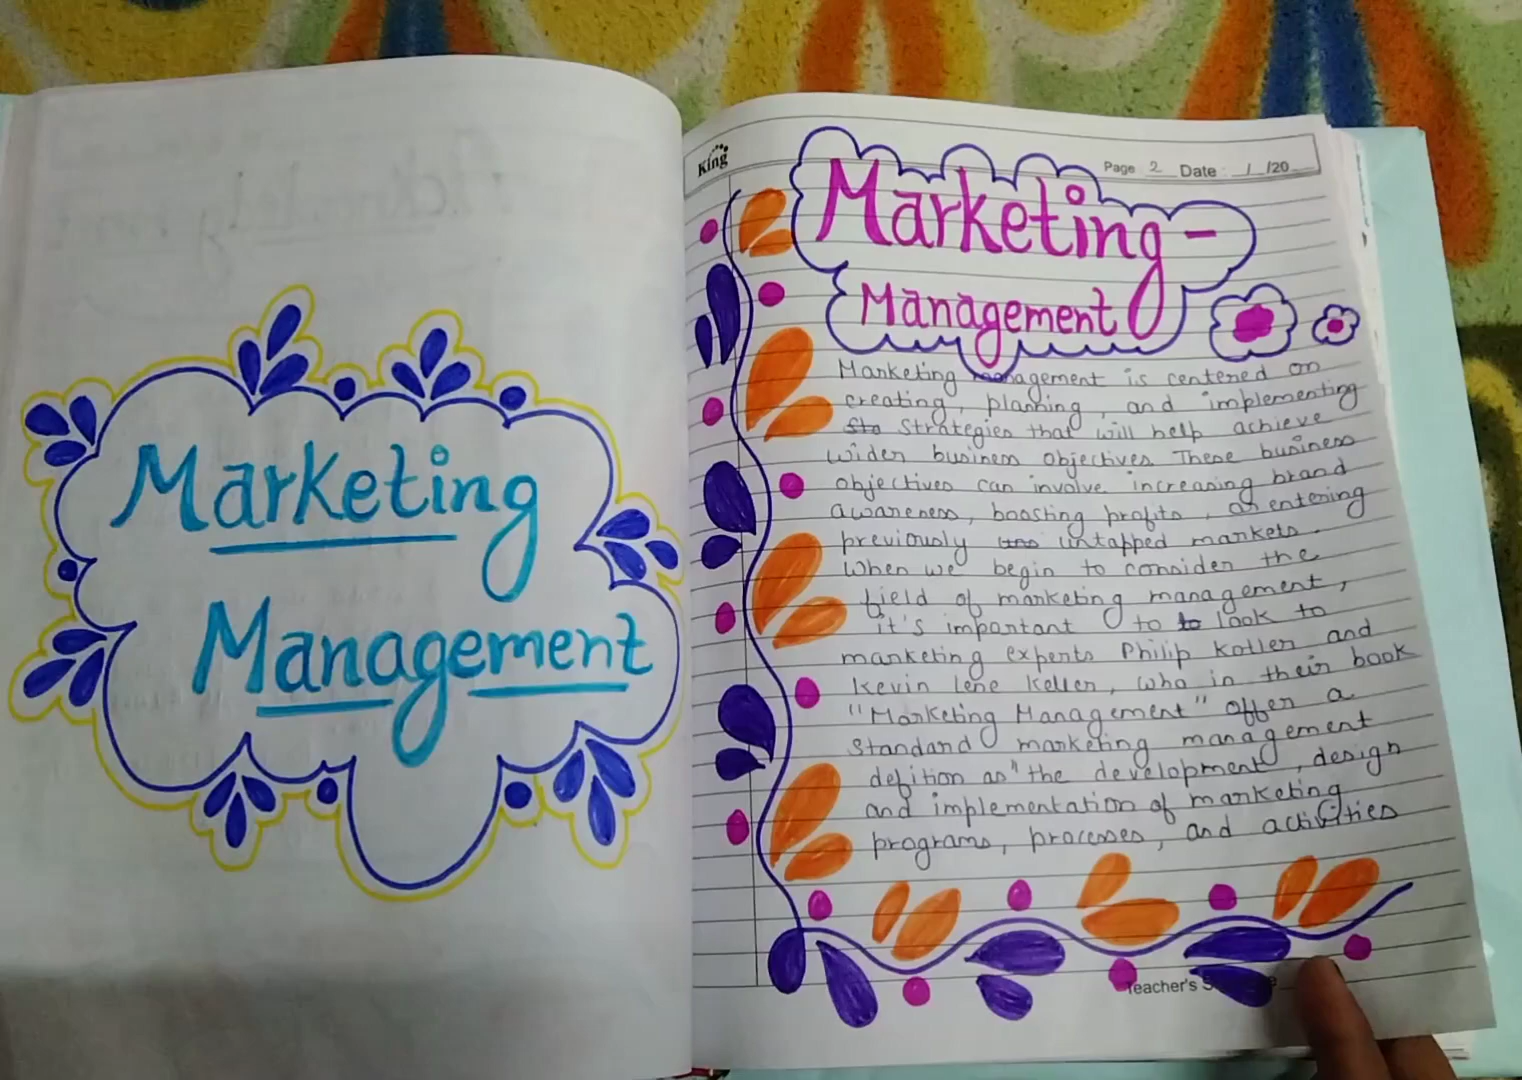 Marketing
Management
King
Page 2 Date : __/__/20__
Marketing -
Management
Marketing management is centered on
creating, planning, and implementing
sto strategies that will help achieve
wider business objectives. These business
objectives can involve increasing brand
awareness, boosting profits, or entering
previously untapped markets.
When we begin to consider the
field of marketing management,
it's important to to look to
marketing experts Philip Kotler and
Kevin lene Keller, who in their book
"Marketing Management" offer a
standard marketing management
defition as "the development, design
and implementation of marketing
programs, processes, and activities
Teacher's